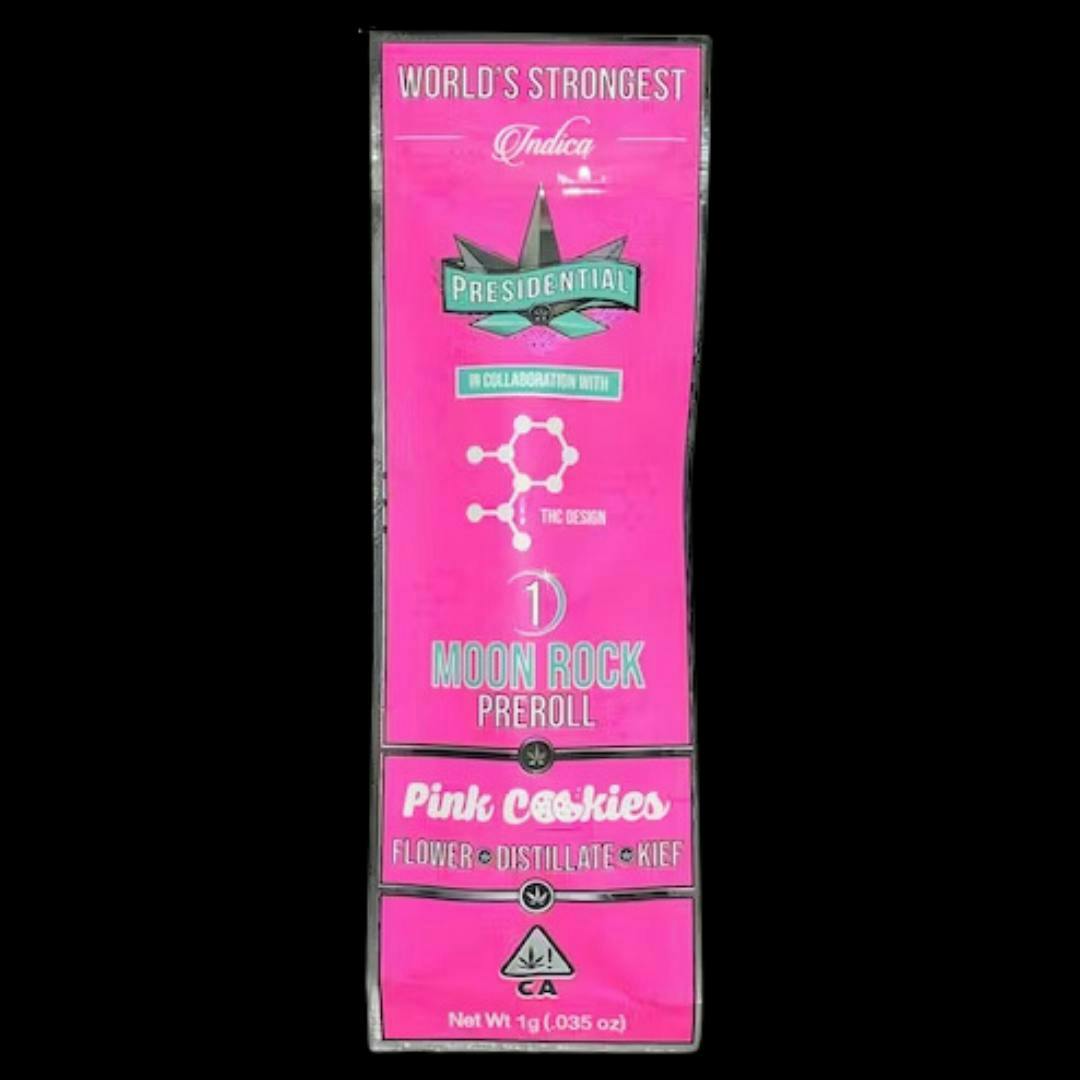 WORLD'S STRONGEST
Indica
PRESIDENTIAL
IN COLLABORATION WITH
THC DESIGN
1
MOON ROCK
PREROLL
Pink Cookies
FLOWER DISTILLATE KIEF
!
CA
Net Wt 1g (.035 oz)